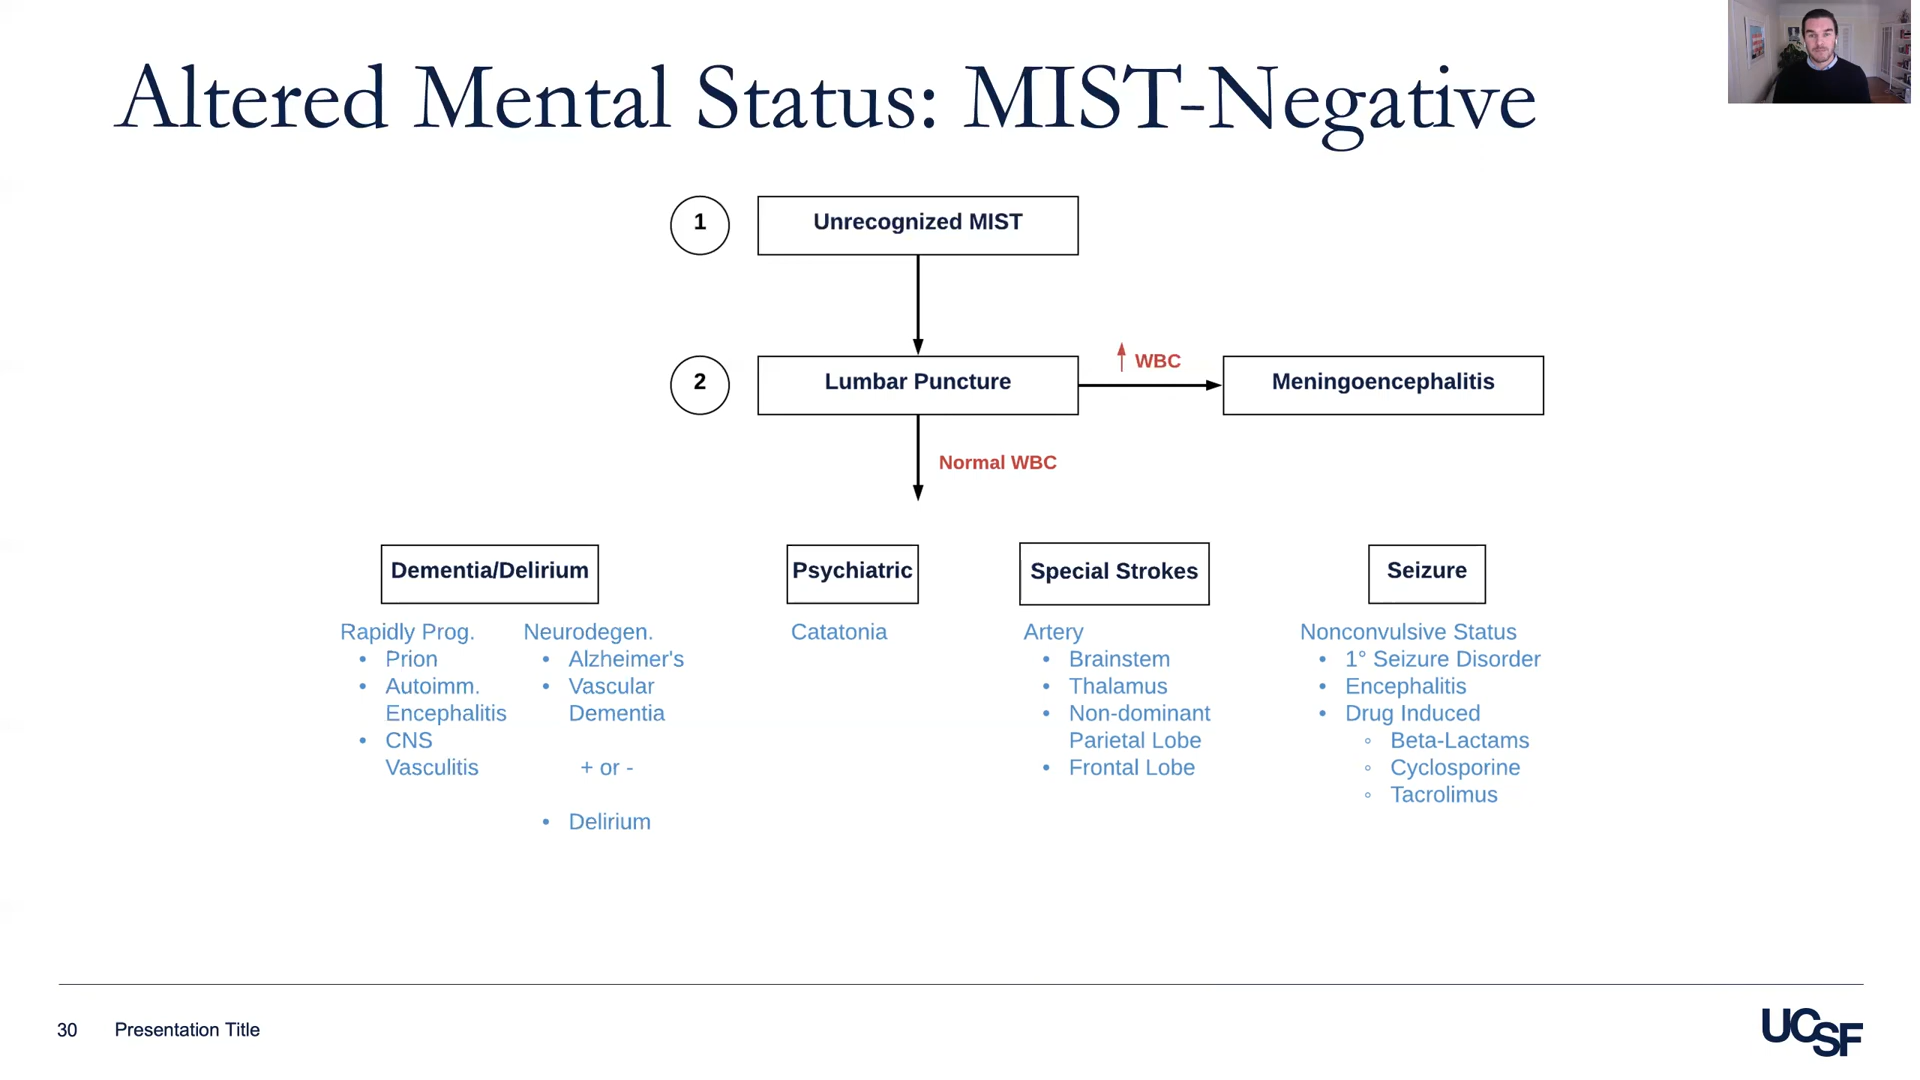 Altered Mental Status: MIST-Negative
1
Unrecognized MIST
2
Lumbar Puncture
WBC
Meningoencephalitis
Normal WBC
Dementia/Delirium
Rapidly Prog.
• Prion
• Autoimm.
Encephalitis
• CNS
Vasculitis
Neurodegen.
• Alzheimer's
• Vascular
Dementia
+ or -
• Delirium
Psychiatric
Catatonia
Special Strokes
Artery
• Brainstem
• Thalamus
• Non-dominant
Parietal Lobe
• Frontal Lobe
Seizure
Nonconvulsive Status
• 1° Seizure Disorder
• Encephalitis
• Drug Induced
◦ Beta-Lactams
◦ Cyclosporine
◦ Tacrolimus
30 Presentation Title
UCSF